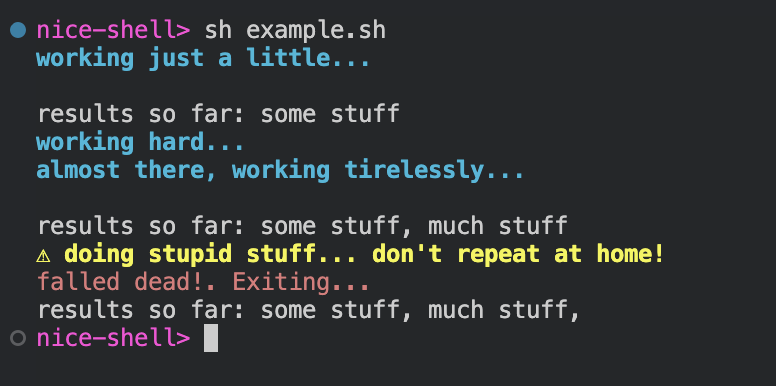 nice-shell> sh example.sh
working just a little...
results so far: some stuff
working hard...
almost there, working tirelessly...
results so far: some stuff, much stuff
⚠ doing stupid stuff... don't repeat at home!
falled dead!. Exiting...
results so far: some stuff, much stuff,
nice-shell>